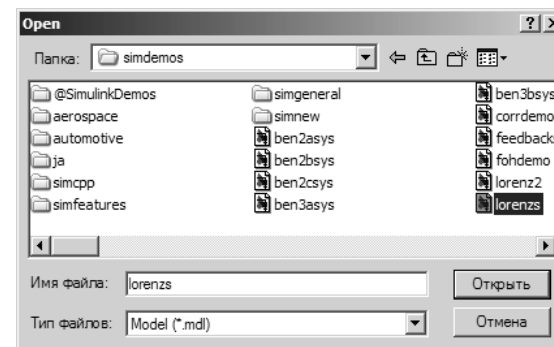 Open
Папка: simdemos
@SimulinkDemos simgeneral ben3bsys
aerospace simnew corrdemo
automotive ben2asys feedback
ja ben2bsys fohdemo
simcpp ben2csys lorenz2
simfeatures ben3asys lorenzs
Имя файла: lorenzs Открыть
Тип файлов: Model (*.mdl) Отмена